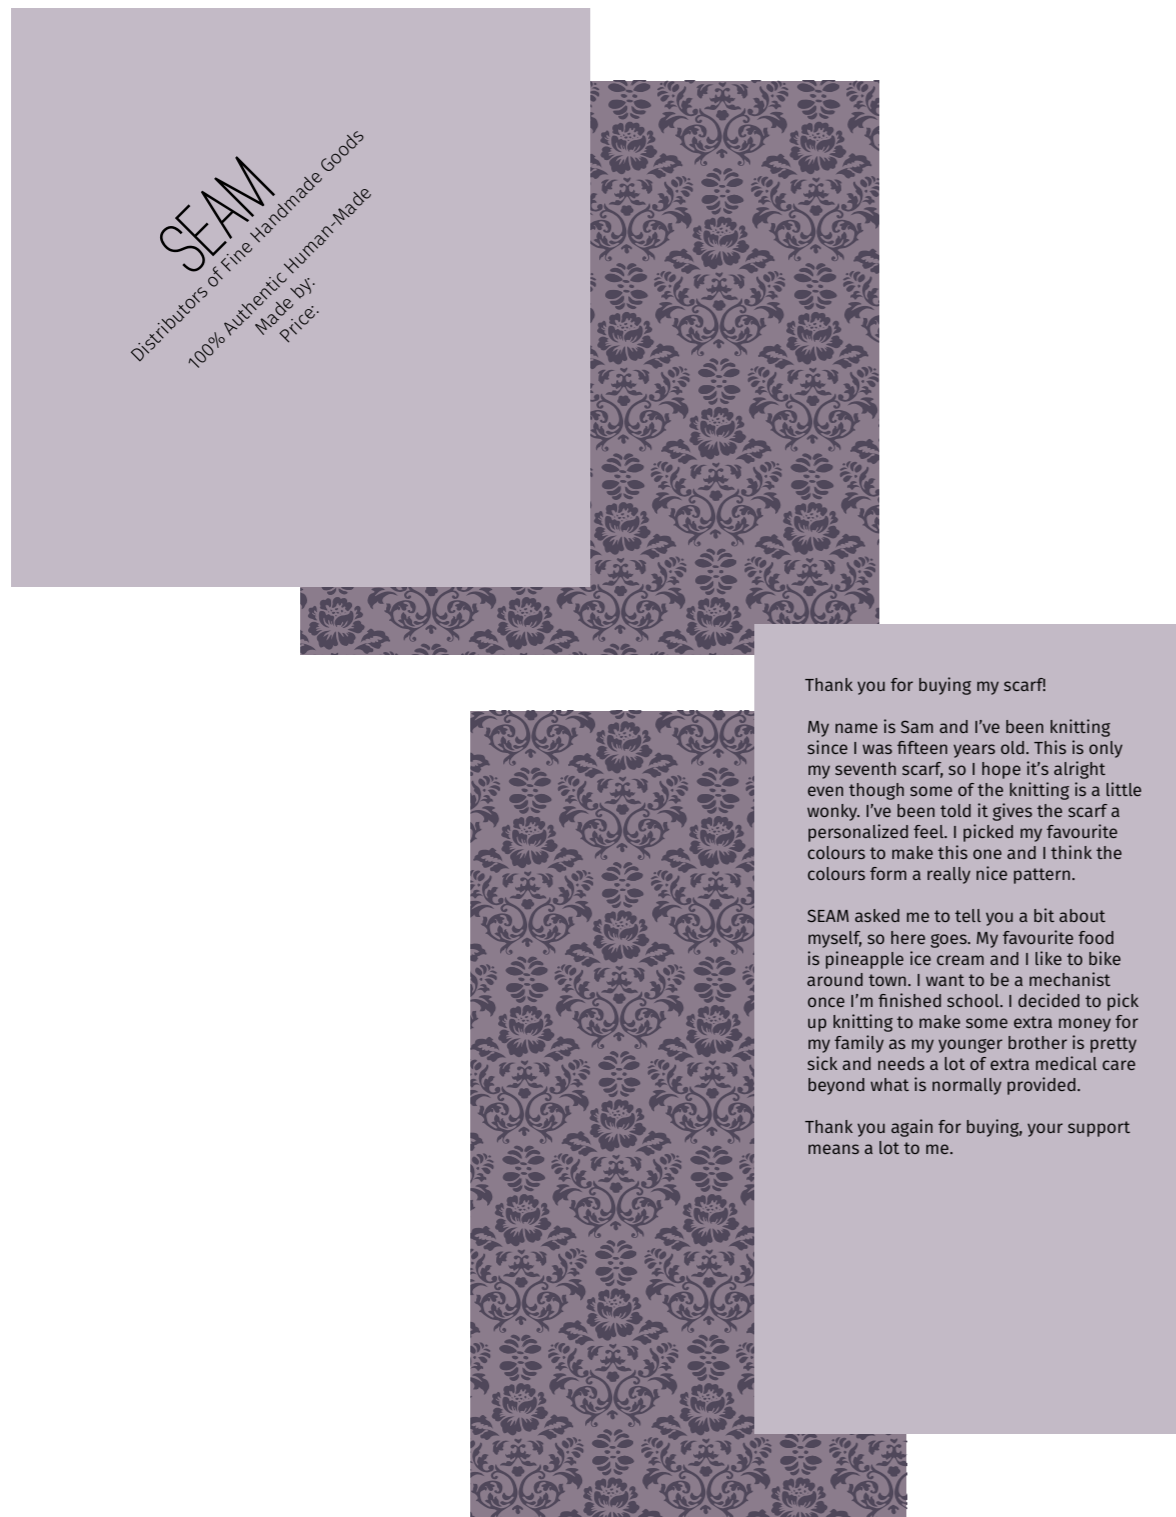 SEAM
Distributors of Fine Handmade Goods
100% Authentic Human-Made
Made by:
Price:
Thank you for buying my scarf!
My name is Sam and I’ve been knitting
since I was fifteen years old. This is only
my seventh scarf, so I hope it’s alright
even though some of the knitting is a little
wonky. I’ve been told it gives the scarf a
personalized feel. I picked my favourite
colours to make this one and I think the
colours form a really nice pattern.
SEAM asked me to tell you a bit about
myself, so here goes. My favourite food
is pineapple ice cream and I like to bike
around town. I want to be a mechanist
once I’m finished school. I decided to pick
up knitting to make some extra money for
my family as my younger brother is pretty
sick and needs a lot of extra medical care
beyond what is normally provided.
Thank you again for buying, your support
means a lot to me.